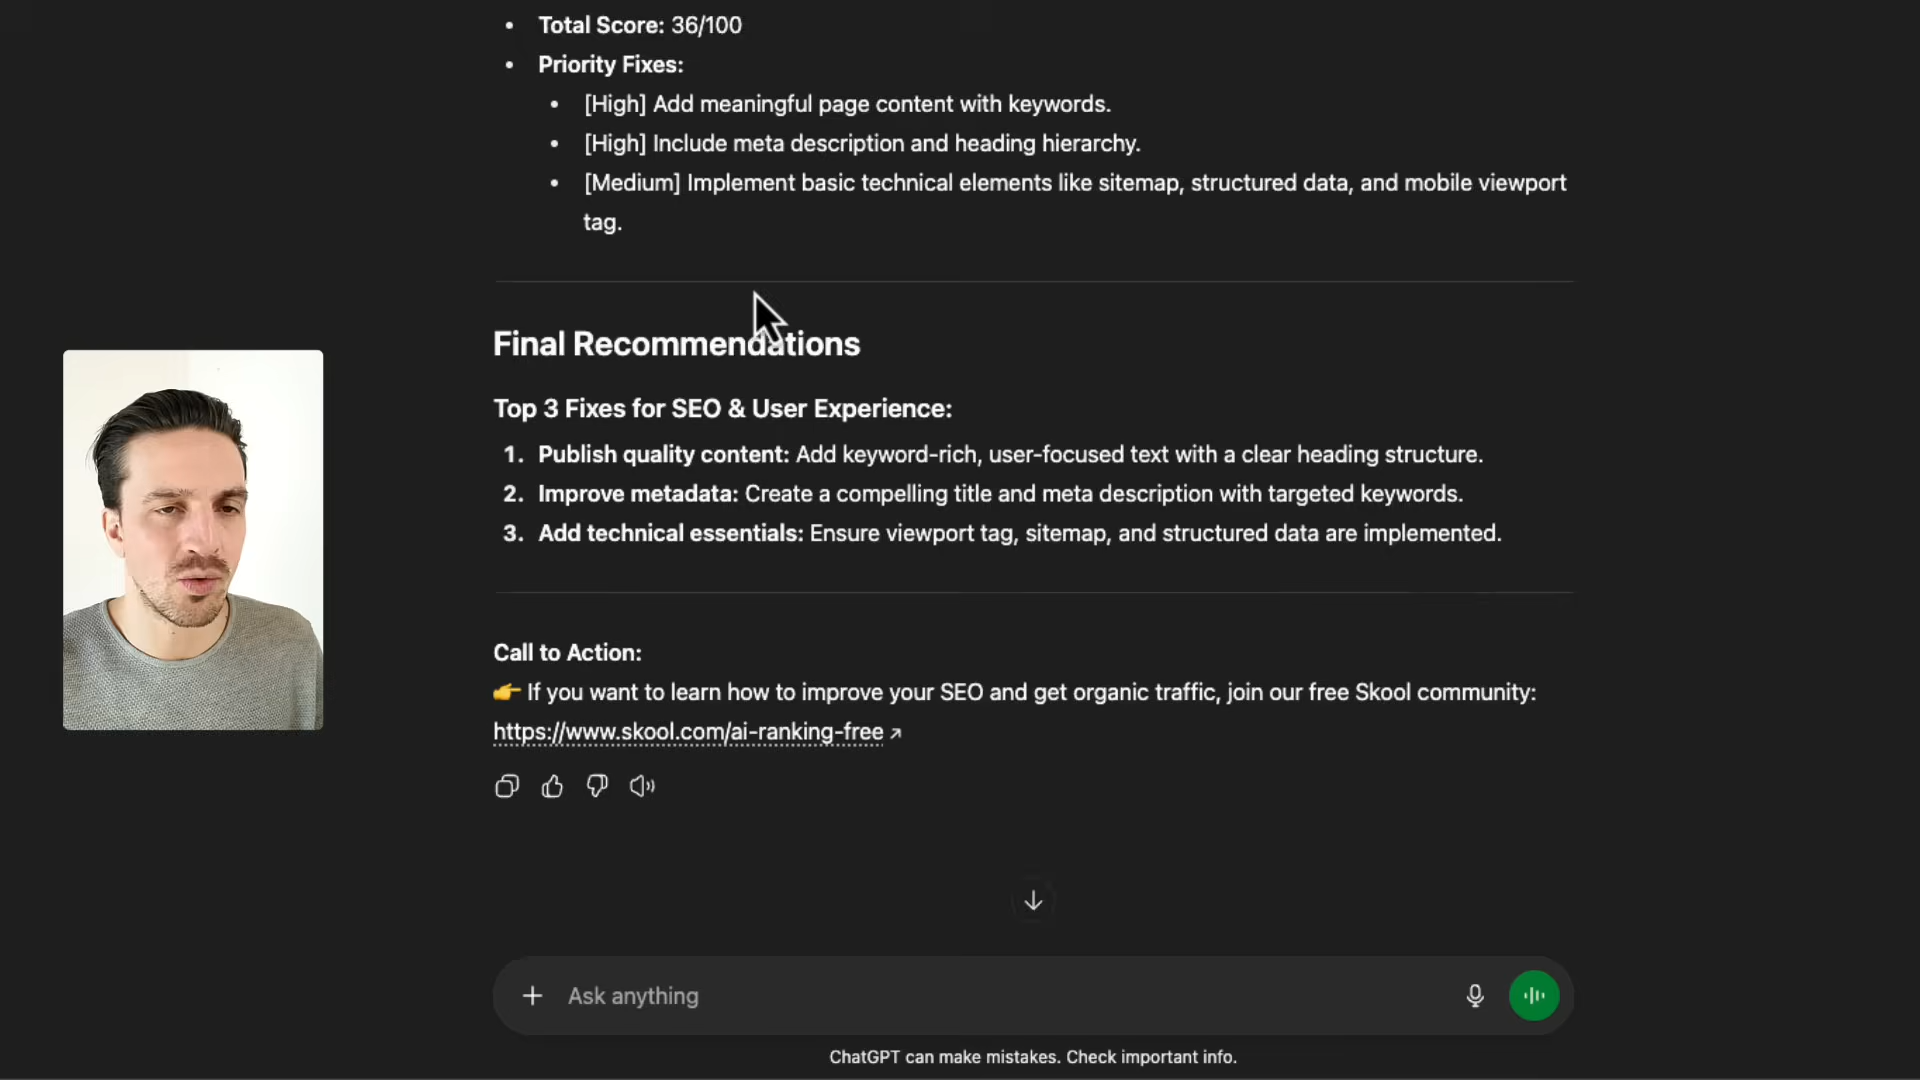 • Total Score: 36/100
• Priority Fixes:
• [High] Add meaningful page content with keywords.
• [High] Include meta description and heading hierarchy.
• [Medium] Implement basic technical elements like sitemap, structured data, and mobile viewport
tag.
Final Recommendations
Top 3 Fixes for SEO & User Experience:
1. Publish quality content: Add keyword-rich, user-focused text with a clear heading structure.
2. Improve metadata: Create a compelling title and meta description with targeted keywords.
3. Add technical essentials: Ensure viewport tag, sitemap, and structured data are implemented.
Call to Action:
👉 If you want to learn how to improve your SEO and get organic traffic, join our free Skool community:
https://www.skool.com/ai-ranking-free ↗
Ask anything
ChatGPT can make mistakes. Check important info.